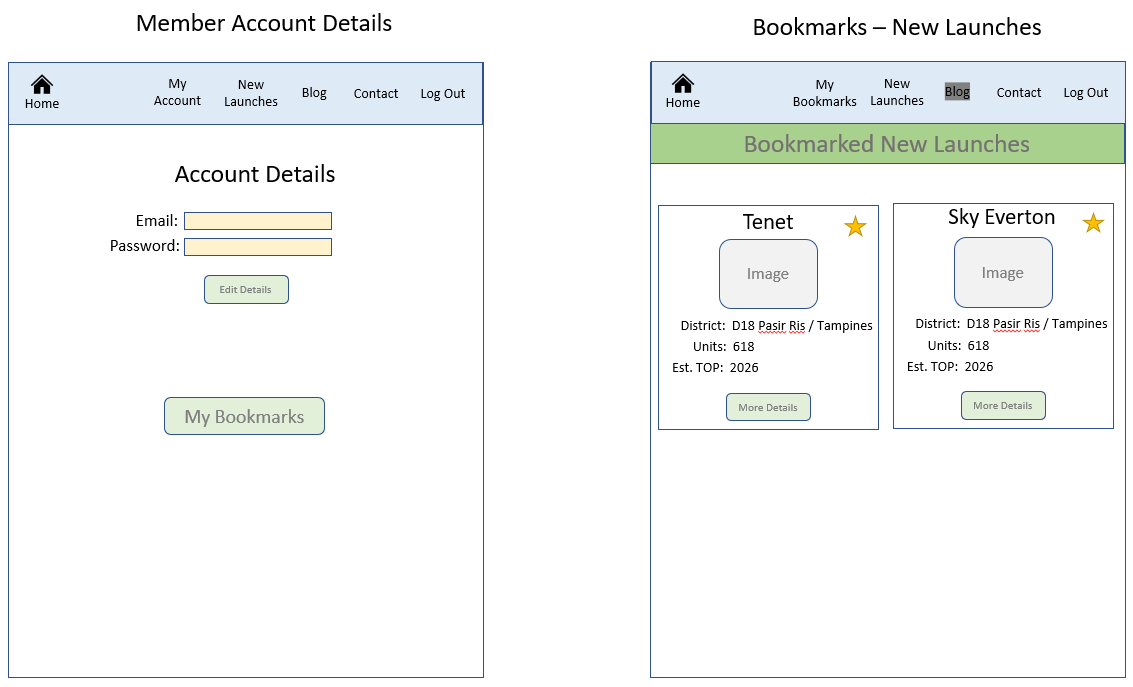 Member Account Details
Home
My
Account
New
Launches
Blog
Contact
Log Out
Account Details
Email:
Password:
Edit Details
My Bookmarks
Bookmarks – New Launches
Home
My
Bookmarks
New
Launches
Blog
Contact
Log Out
Bookmarked New Launches
Tenet
Image
District: D18 Pasir Ris / Tampines
Units: 618
Est. TOP: 2026
More Details
Sky Everton
Image
District: D18 Pasir Ris / Tampines
Units: 618
Est. TOP: 2026
More Details